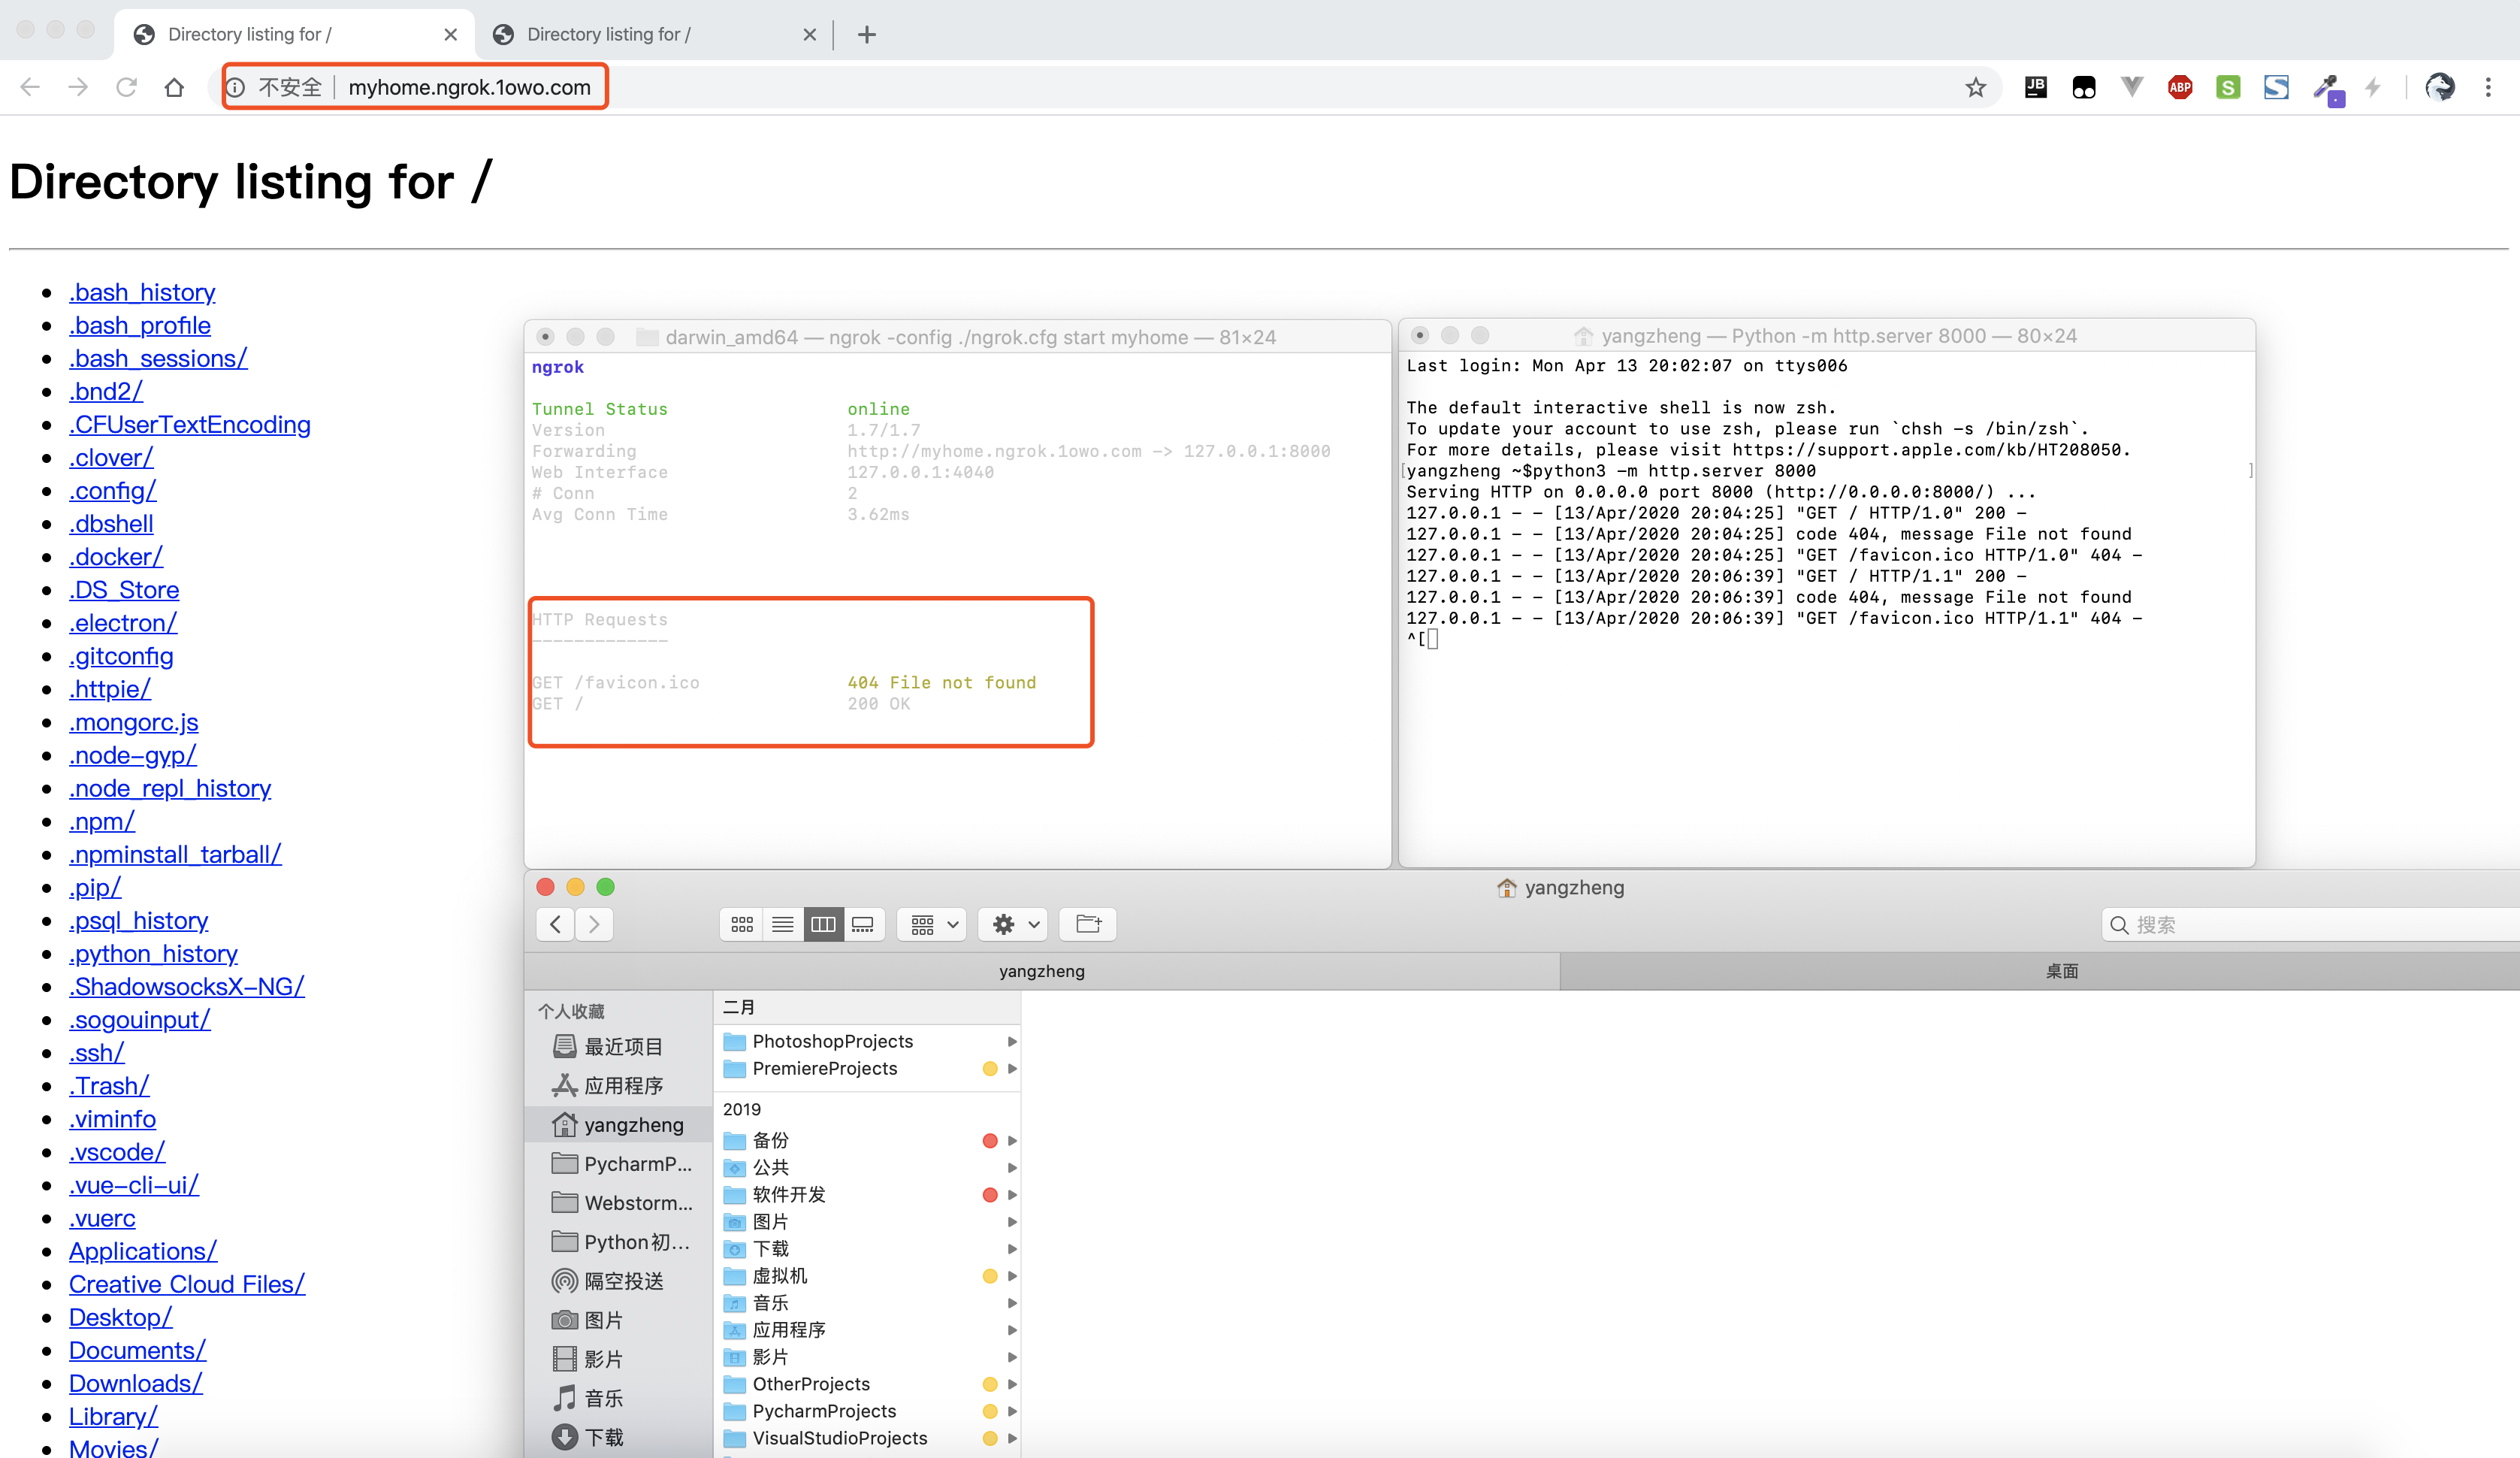 Directory listing for /
Directory listing for /
不安全 myhome.ngrok.1owo.com
JB
ABP
S
Directory listing for /
.bash_history
.bash_profile
.bash_sessions/
.bnd2/
.CFUserTextEncoding
.clover/
.config/
.dbshell
.docker/
.DS_Store
.electron/
.gitconfig
.httpie/
.mongorc.js
.node-gyp/
.node_repl_history
.npm/
.npminstall_tarball/
.pip/
.psql_history
.python_history
.ShadowsocksX-NG/
.sogouinput/
.ssh/
.Trash/
.viminfo
.vscode/
.vue-cli-ui/
.vuerc
Applications/
Creative Cloud Files/
Desktop/
Documents/
Downloads/
Library/
Movies/
darwin_amd64 — ngrok -config ./ngrok.cfg start myhome — 81×24
ngrok
Tunnel Status online
Version 1.7/1.7
Forwarding http://myhome.ngrok.1owo.com -> 127.0.0.1:8000
Web Interface 127.0.0.1:4040
# Conn 2
Avg Conn Time 3.62ms
HTTP Requests
-------------
GET /favicon.ico 404 File not found
GET / 200 OK
yangzheng — Python -m http.server 8000 — 80×24
Last login: Mon Apr 13 20:02:07 on ttys006
The default interactive shell is now zsh.
To update your account to use zsh, please run `chsh -s /bin/zsh`.
For more details, please visit https://support.apple.com/kb/HT208050.
[yangzheng ~$python3 -m http.server 8000 ]
Serving HTTP on 0.0.0.0 port 8000 (http://0.0.0.0:8000/) ...
127.0.0.1 - - [13/Apr/2020 20:04:25] "GET / HTTP/1.0" 200 -
127.0.0.1 - - [13/Apr/2020 20:04:25] code 404, message File not found
127.0.0.1 - - [13/Apr/2020 20:04:25] "GET /favicon.ico HTTP/1.0" 404 -
127.0.0.1 - - [13/Apr/2020 20:06:39] "GET / HTTP/1.1" 200 -
127.0.0.1 - - [13/Apr/2020 20:06:39] code 404, message File not found
127.0.0.1 - - [13/Apr/2020 20:06:39] "GET /favicon.ico HTTP/1.1" 404 -
^[
yangzheng
搜索
yangzheng
桌面
个人收藏
最近项目
应用程序
yangzheng
PycharmP...
Webstorm...
Python初...
隔空投送
图片
影片
音乐
下载
二月
PhotoshopProjects
PremiereProjects
2019
备份
公共
软件开发
图片
下载
虚拟机
音乐
应用程序
影片
OtherProjects
PycharmProjects
VisualStudioProjects